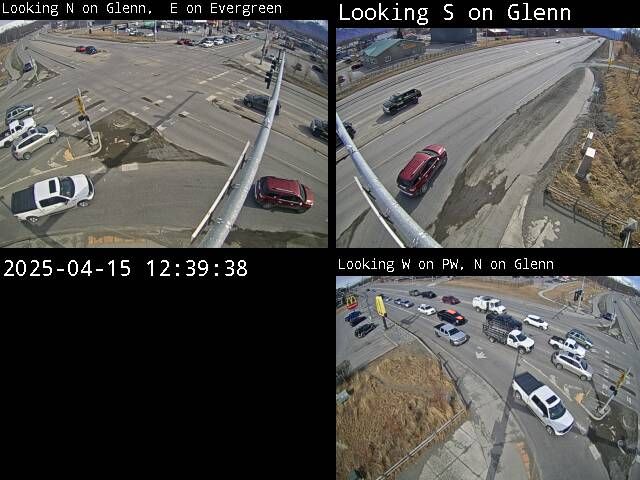 Looking N on Glenn,  E on Evergreen
Looking S on Glenn
2025-04-15 12:39:38
Looking W on PW, N on Glenn